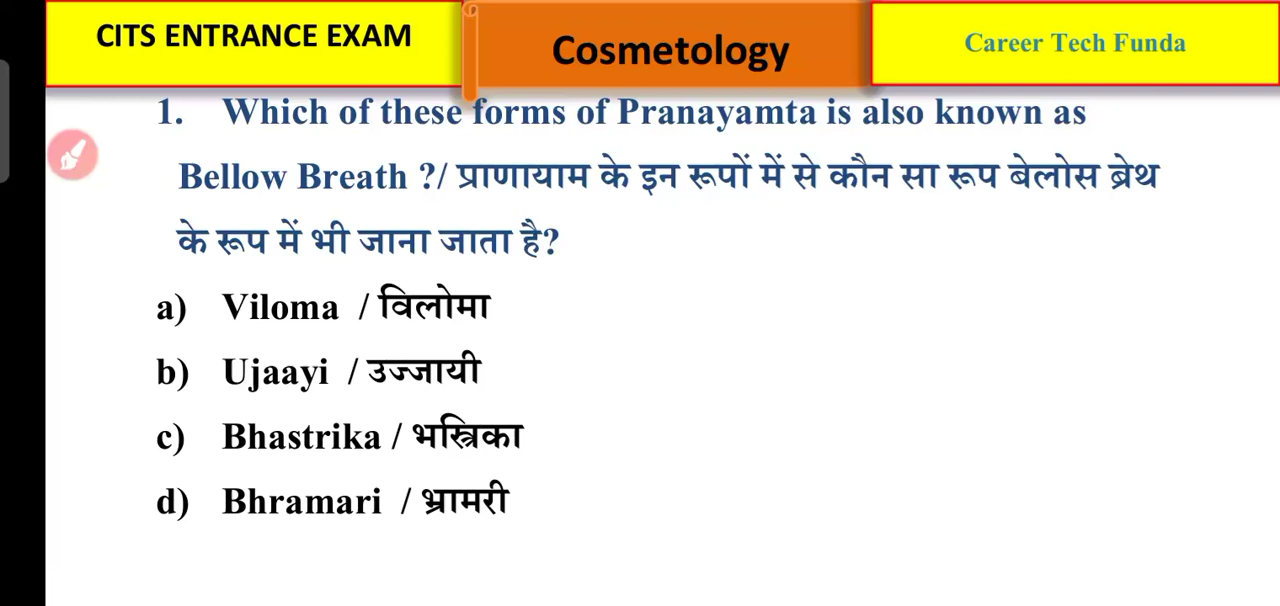 CITS ENTRANCE EXAM
Cosmetology
Career Tech Funda
1. Which of these forms of Pranayamta is also known as
Bellow Breath ?/ प्राणायाम के इन रूपों में से कौन सा रूप बेलोस ब्रेथ
के रूप में भी जाना जाता है?
a) Viloma / विलोमा
b) Ujaayi / उज्जायी
c) Bhastrika / भस्त्रिका
d) Bhramari / भ्रामरी